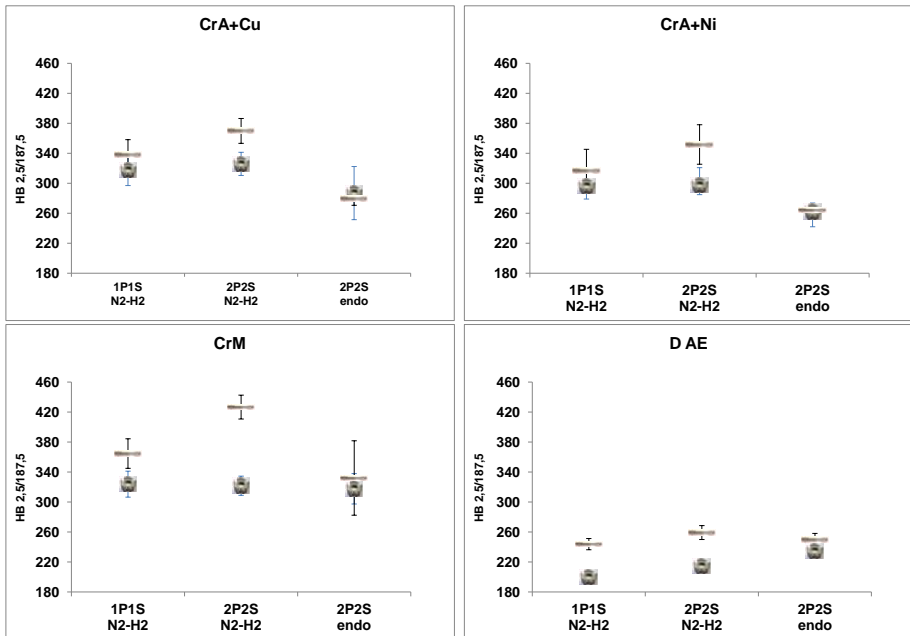 CrA+Cu
HB 2,5/187,5
460
420
380
340
300
260
220
180
1P1S
N2-H2
2P2S
N2-H2
2P2S
endo
CrA+Ni
HB 2,5/187,5
460
420
380
340
300
260
220
180
1P1S
N2-H2
2P2S
N2-H2
2P2S
endo
CrM
HB 2,5/187,5
460
420
380
340
300
260
220
180
1P1S
N2-H2
2P2S
N2-H2
2P2S
endo
D AE
HB 2,5/187,5
460
420
380
340
300
260
220
180
1P1S
N2-H2
2P2S
N2-H2
2P2S
endo